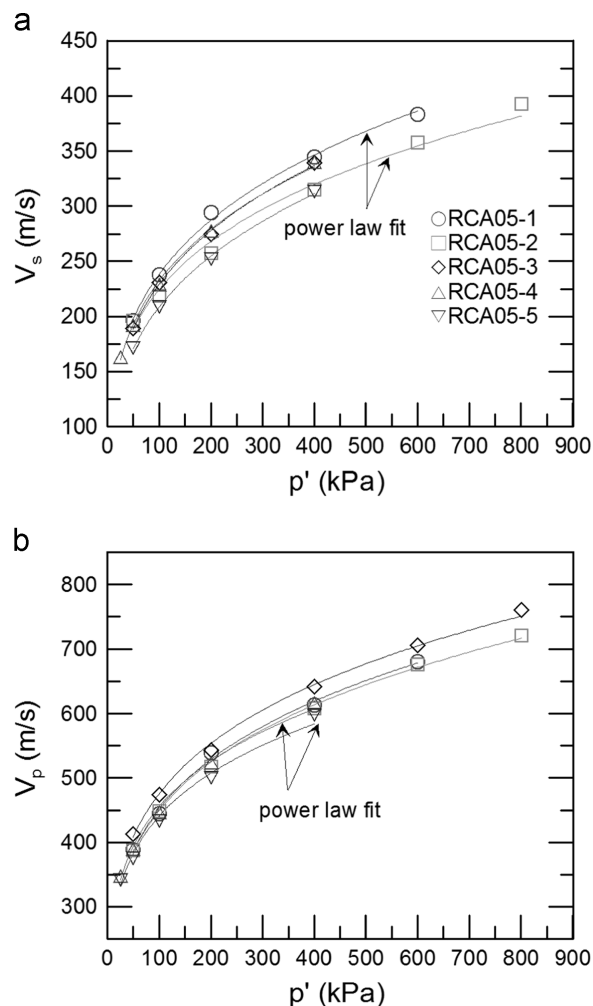 a
450
400
350
300
250
200
150
100
V_s (m/s)
power law fit
RCA05-1
RCA05-2
RCA05-3
RCA05-4
RCA05-5
0 100 200 300 400 500 600 700 800 900
p' (kPa)
b
800
700
600
500
400
300
V_p (m/s)
power law fit
0 100 200 300 400 500 600 700 800 900
p' (kPa)